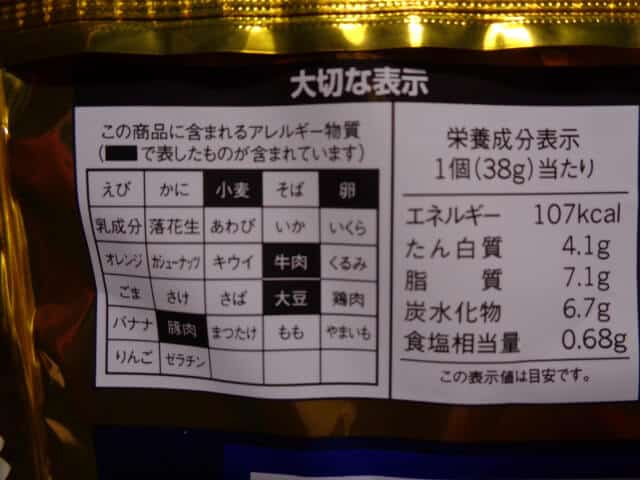 大切な表示
この商品に含まれるアレルギー物質
(■で表したものが含まれています)
えび かに 小麦 そば 卵
乳成分 落花生 あわび いか いくら
オレンジ カシューナッツ キウイ 牛肉 くるみ
ごま さけ さば 大豆 鶏肉
バナナ 豚肉 まつたけ もも やまいも
りんご ゼラチン
栄養成分表示
1個(38g)当たり
エネルギー 107kcal
たん白質 4.1g
脂質 7.1g
炭水化物 6.7g
食塩相当量 0.68g
この表示値は目安です。